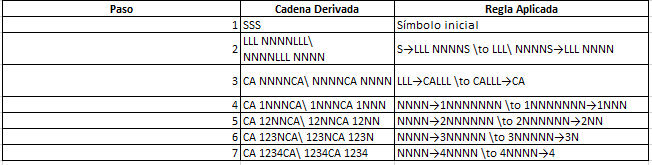 Paso Cadena Derivada Regla Aplicada
1 SSS Símbolo inicial
LLL NNNNLLL\
2 NNNNLLL NNNN S→LLL NNNNS \to LLL\ NNNNS→LLL NNNN
3 CA NNNNCA\ NNNNCA NNNN LLL→CALLL \to CALLL→CA
4 CA 1NNNCA\ 1NNNCA 1NNN NNNN→1NNNNNNN \to 1NNNNNNN→1NNN
5 CA 12NNCA\ 12NNCA 12NN NNNN→2NNNNNN \to 2NNNNNN→2NN
6 CA 123NCA\ 123NCA 123N NNNN→3NNNNN \to 3NNNNN→3N
7 CA 1234CA\ 1234CA 1234 NNNN→4NNNN \to 4NNNN→4